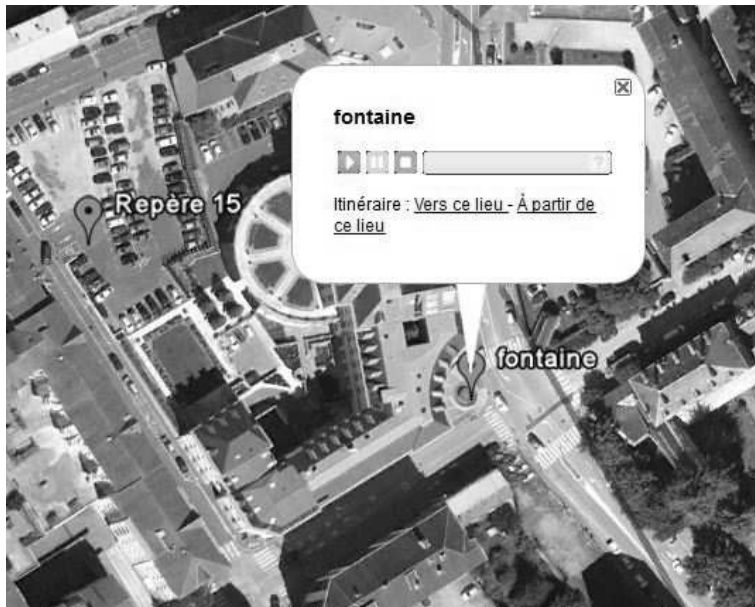 fontaine
?
Itinéraire : Vers ce lieu - À partir de
ce lieu
Repère 15
fontaine